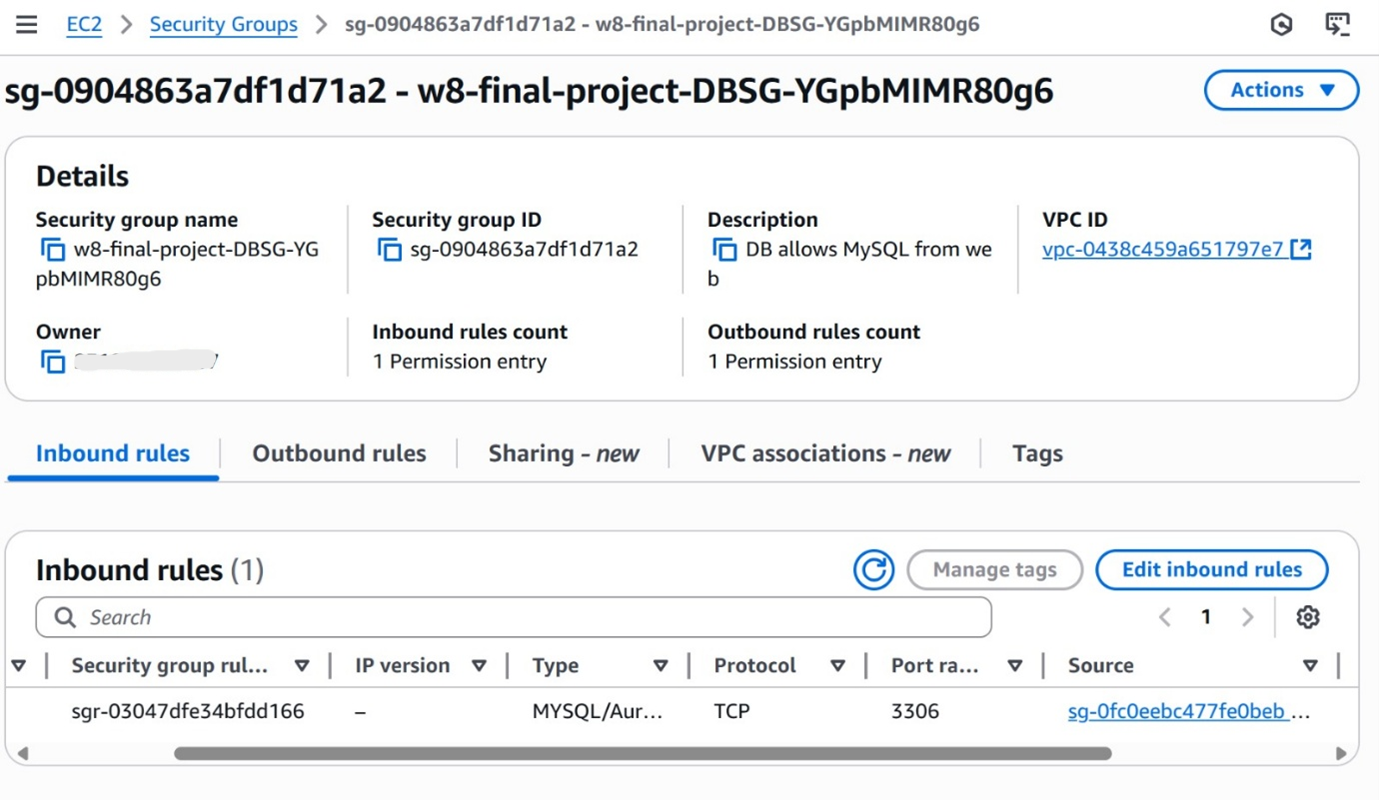 EC2 > Security Groups > sg-0904863a7df1d71a2 - w8-final-project-DBSG-YGpbMIMR80g6
sg-0904863a7df1d71a2 - w8-final-project-DBSG-YGpbMIMR80g6 Actions
Details
Security group name Security group ID Description VPC ID
w8-final-project-DBSG-YG sg-0904863a7df1d71a2 DB allows MySQL from we vpc-0438c459a651797e7
pbMIMR80g6 b
Owner Inbound rules count Outbound rules count
1 Permission entry 1 Permission entry
Inbound rules Outbound rules Sharing - new VPC associations - new Tags
Inbound rules (1) Manage tags Edit inbound rules
Search 1
Security group rul... IP version Type Protocol Port ra... Source
sgr-03047dfe34bfdd166 – MYSQL/Aur... TCP 3306 sg-0fc0eebc477fe0beb ...